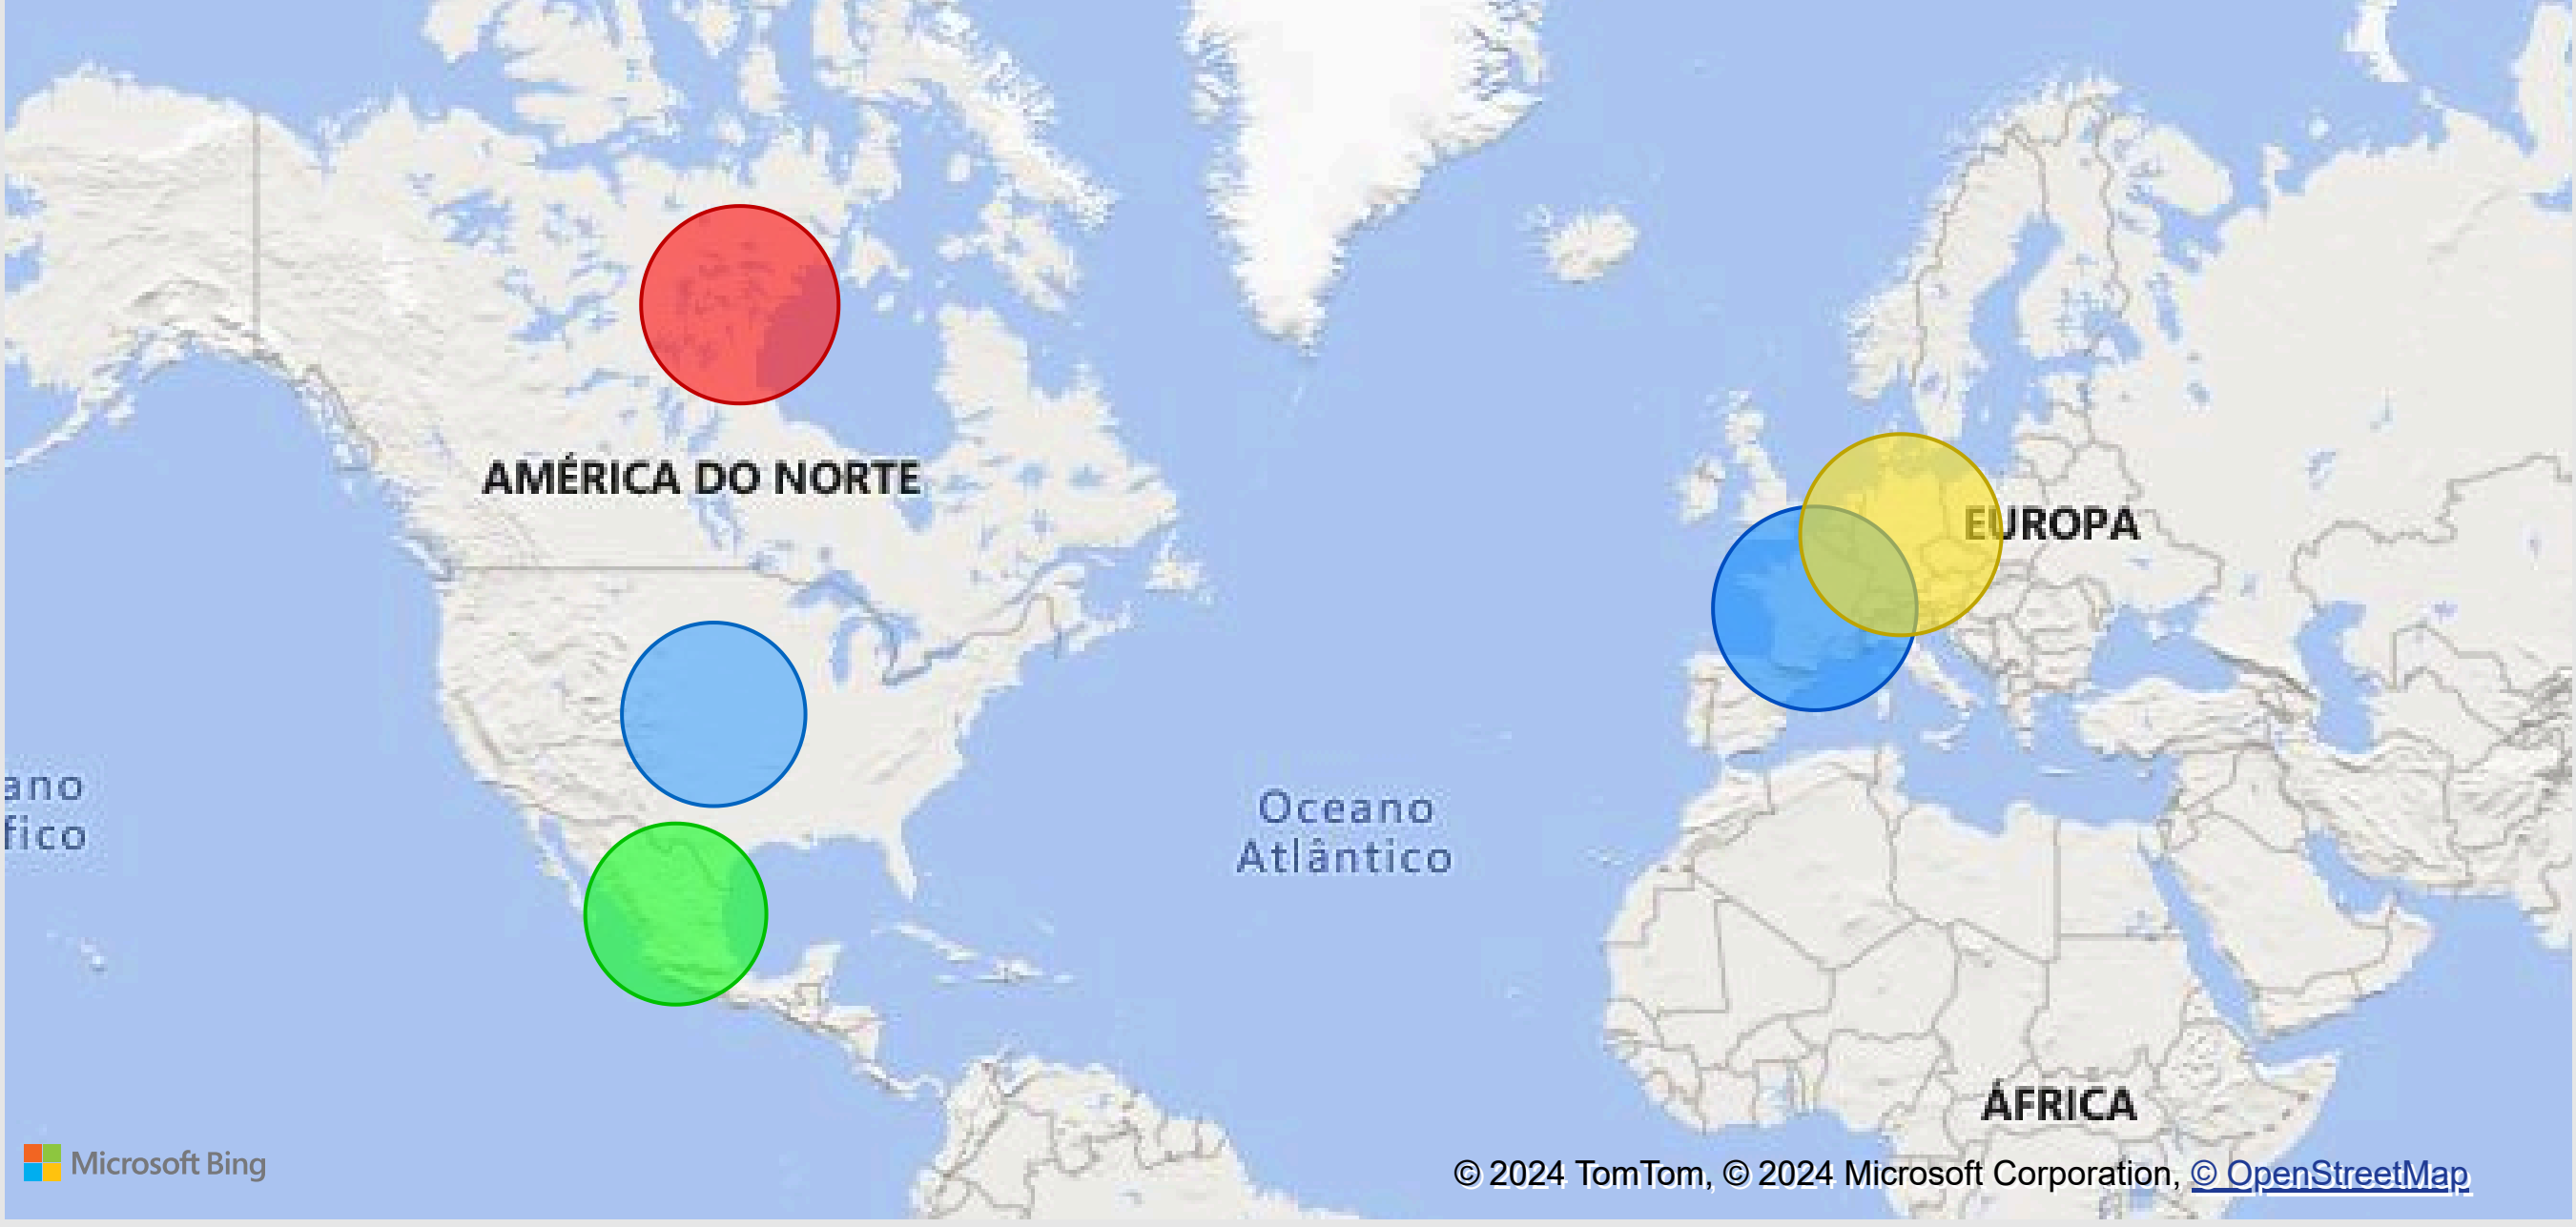 AMÉRICA DO NORTE
EUROPA
ano
fico
Oceano
Atlântico
ÁFRICA
Microsoft Bing
© 2024 TomTom, © 2024 Microsoft Corporation, © OpenStreetMap